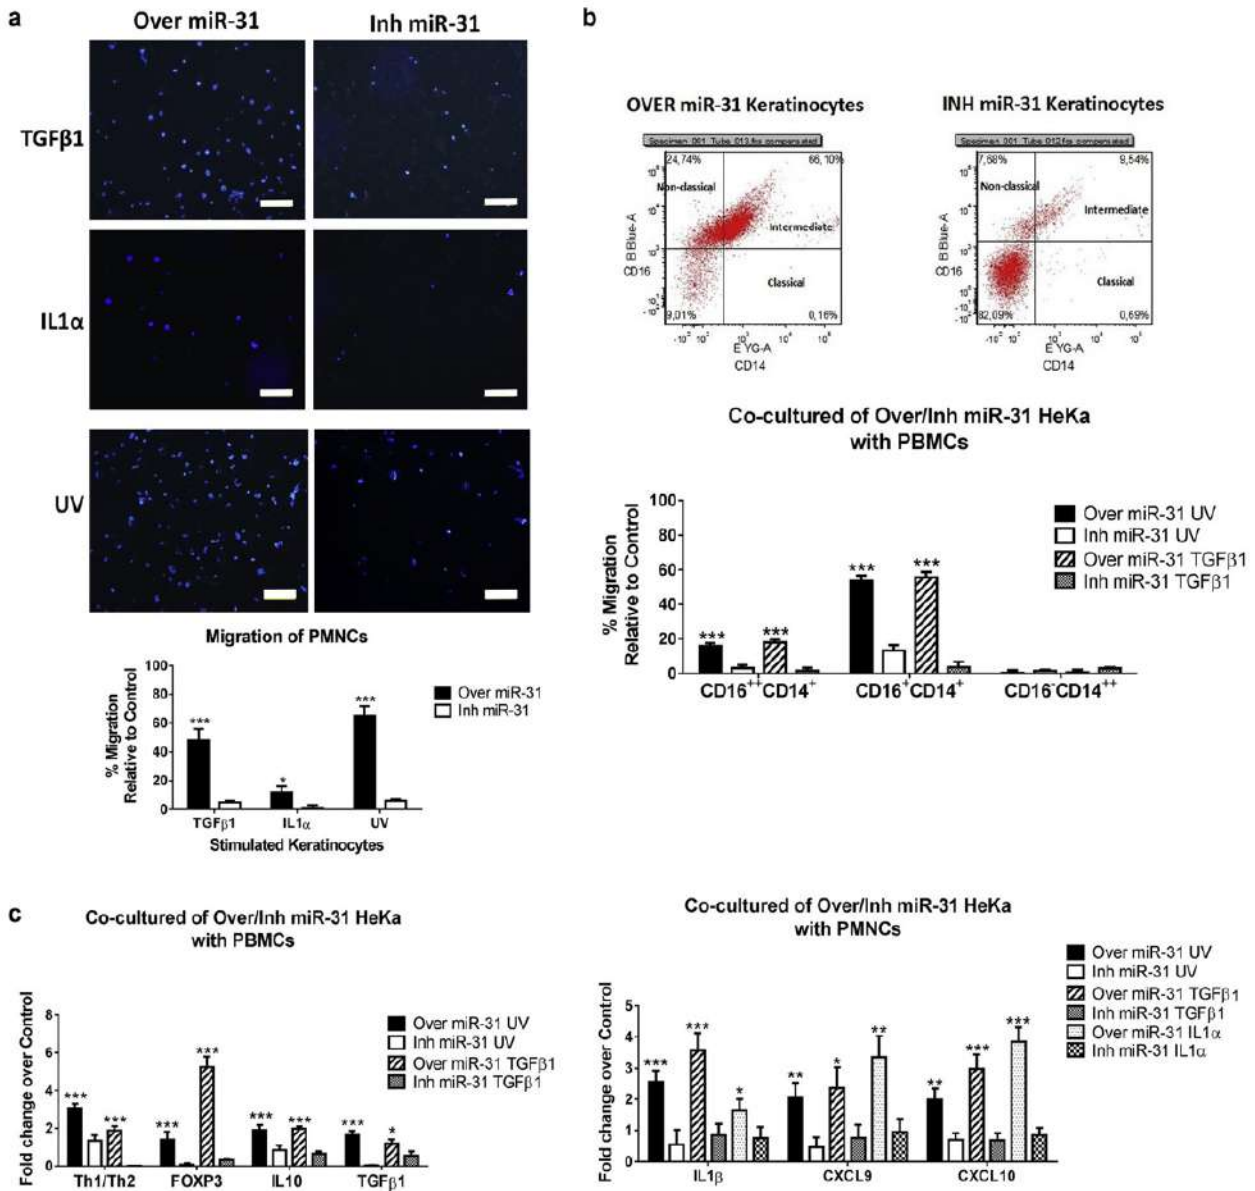 a
Over miR-31
Inh miR-31
TGFβ1
IL1α
UV
Migration of PMNCs
% Migration
Relative to Control
100
80
60
40
20
0
***
*
***
Over miR-31
Inh miR-31
TGFβ1
IL1α
UV
Stimulated Keratinocytes
b
OVER miR-31 Keratinocytes
INH miR-31 Keratinocytes
24,74%
66,10%
Non-classical
Intermediate
Classical
9,01%
0,16%
B Blue-A
CD16
E YG-A
CD14
7,68%
9,54%
Non-classical
Intermediate
Classical
82,09%
0,69%
B Blue-A
CD16
E YG-A
CD14
Co-cultured of Over/Inh miR-31 HeKa
with PBMCs
% Migration
Relative to Control
100
80
60
40
20
0
***
***
***
***
Over miR-31 UV
Inh miR-31 UV
Over miR-31 TGFβ1
Inh miR-31 TGFβ1
CD16++CD14+
CD16+CD14+
CD16-CD14++
c
Co-cultured of Over/Inh miR-31 HeKa
with PBMCs
Fold change over Control
8
6
4
2
0
***
***
***
***
***
***
***
*
Over miR-31 UV
Inh miR-31 UV
Over miR-31 TGFβ1
Inh miR-31 TGFβ1
Th1/Th2
FOXP3
IL10
TGFβ1
Co-cultured of Over/Inh miR-31 HeKa
with PMNCs
Fold change over Control
5
4
3
2
1
0
***
***
*
**
*
**
**
***
***
Over miR-31 UV
Inh miR-31 UV
Over miR-31 TGFβ1
Inh miR-31 TGFβ1
Over miR-31 IL1α
Inh miR-31 IL1α
IL1β
CXCL9
CXCL10